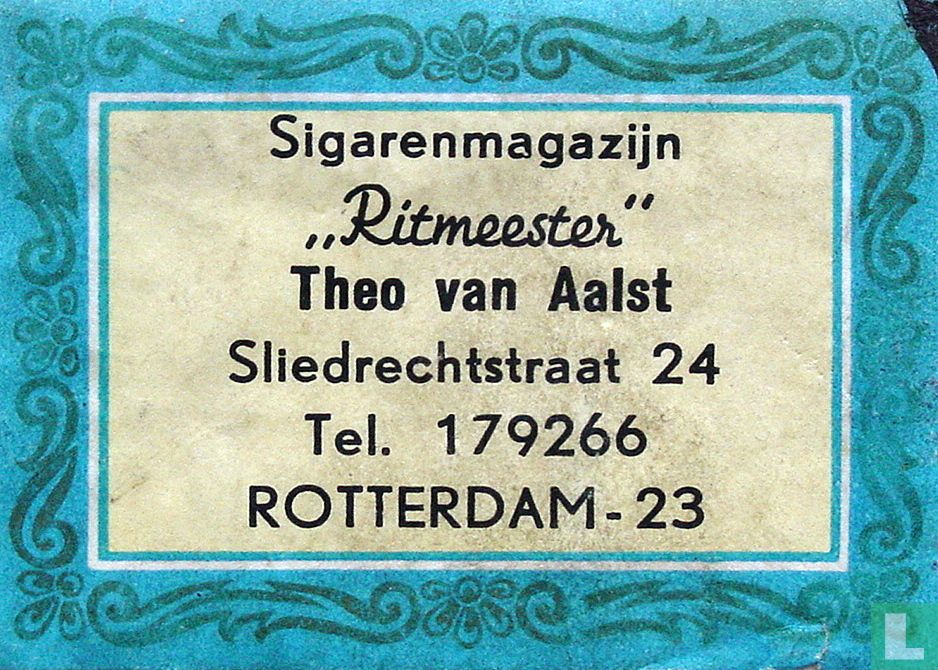 Sigarenmagazijn
„Ritmeester“
Theo van Aalst
Sliedrechtstraat 24
Tel. 179266
ROTTERDAM-23
L